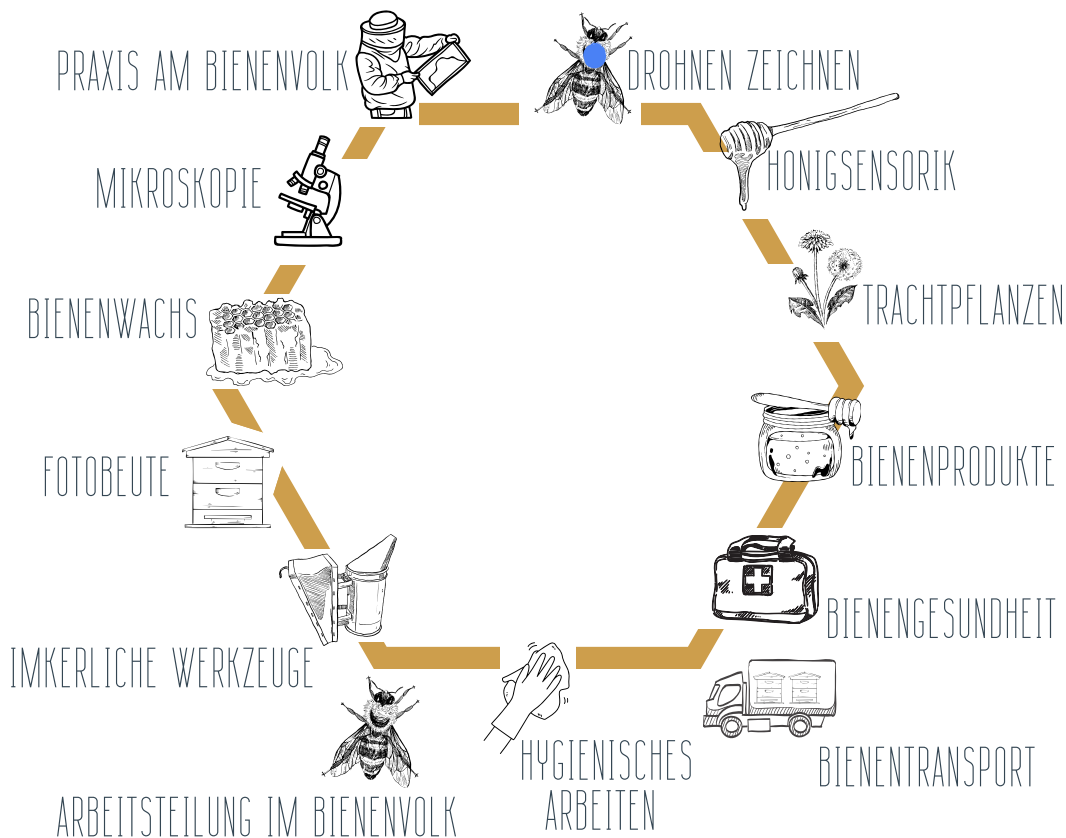 PRAXIS AM BIENENVOLK
DROHNEN ZEICHNEN
MIKROSKOPIE
HONIGSENSORIK
BIENENWACHS
TRACHTPFLANZEN
FOTOBEUTE
BIENENPRODUKTE
IMKERLICHE WERKZEUGE
BIENENGESUNDHEIT
HYGIENISCHES
ARBEITEN
BIENENTRANSPORT
ARBEITSTEILUNG IM BIENENVOLK